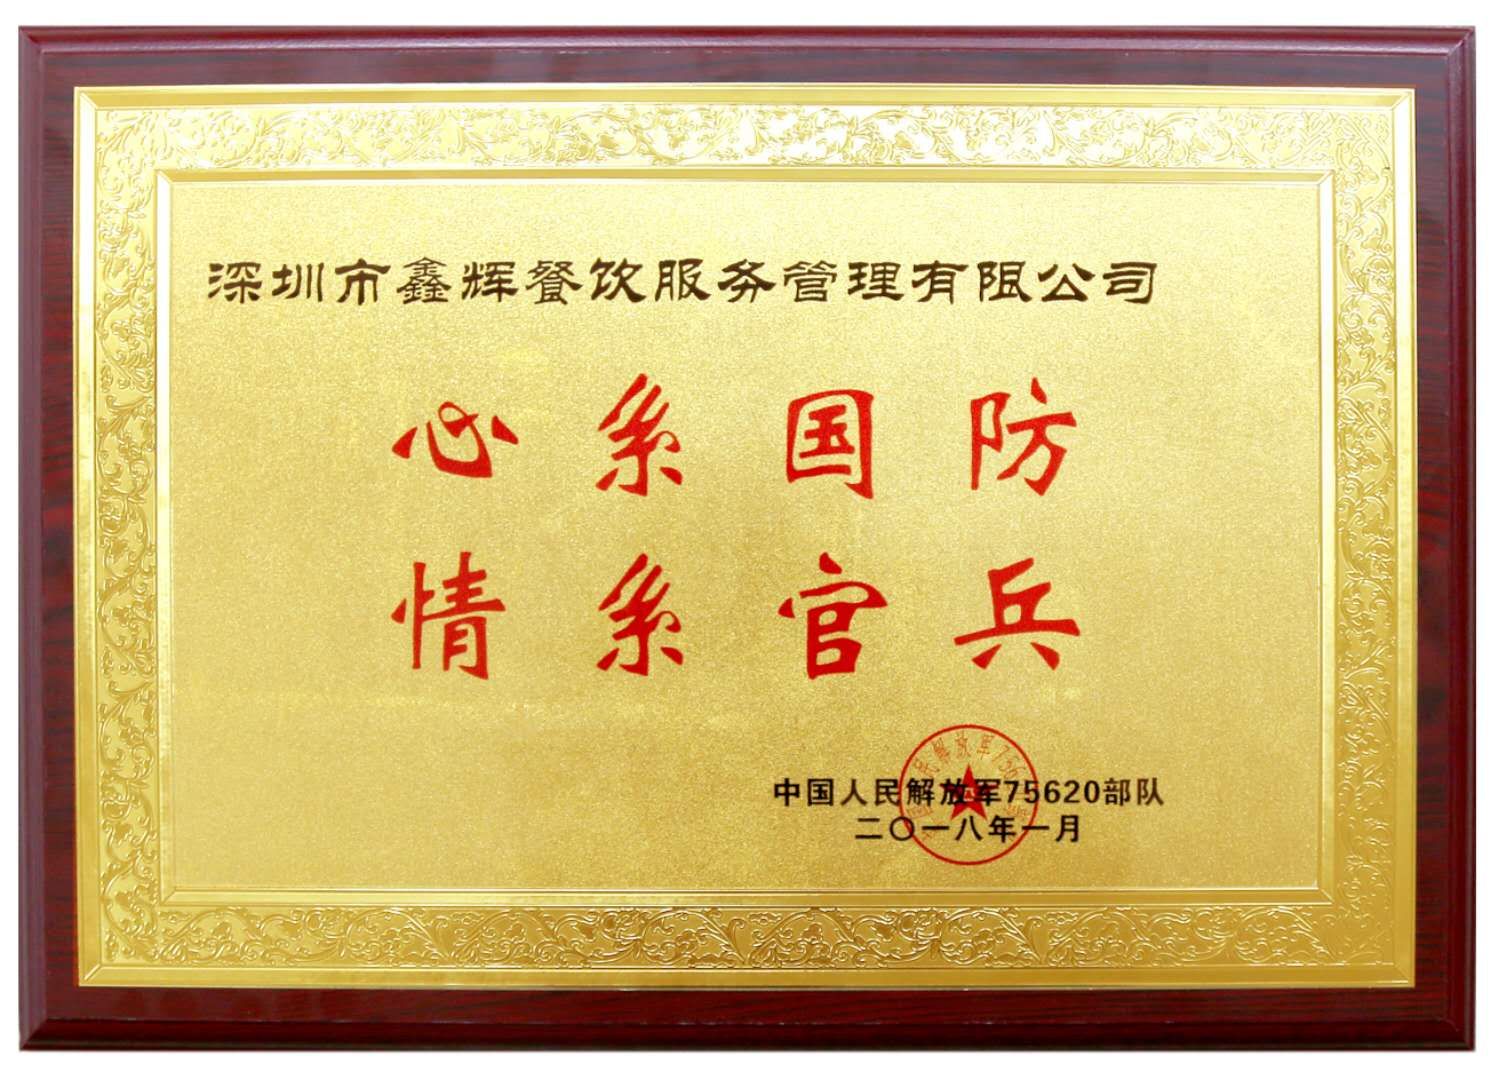 深圳市鑫辉餐饮服务管理有限公司
心系国防
情系官兵
中国人民解放军75620部队
二〇一八年一月